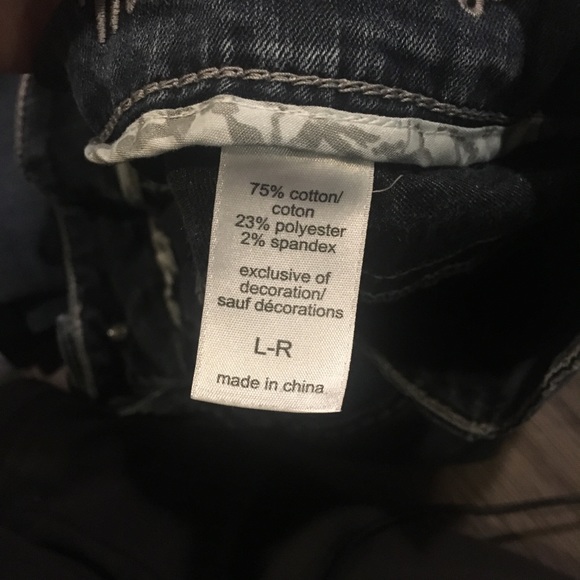 75% cotton/
coton
23% polyester
2% spandex
exclusive of
decoration/
sauf décorations
L-R
made in china